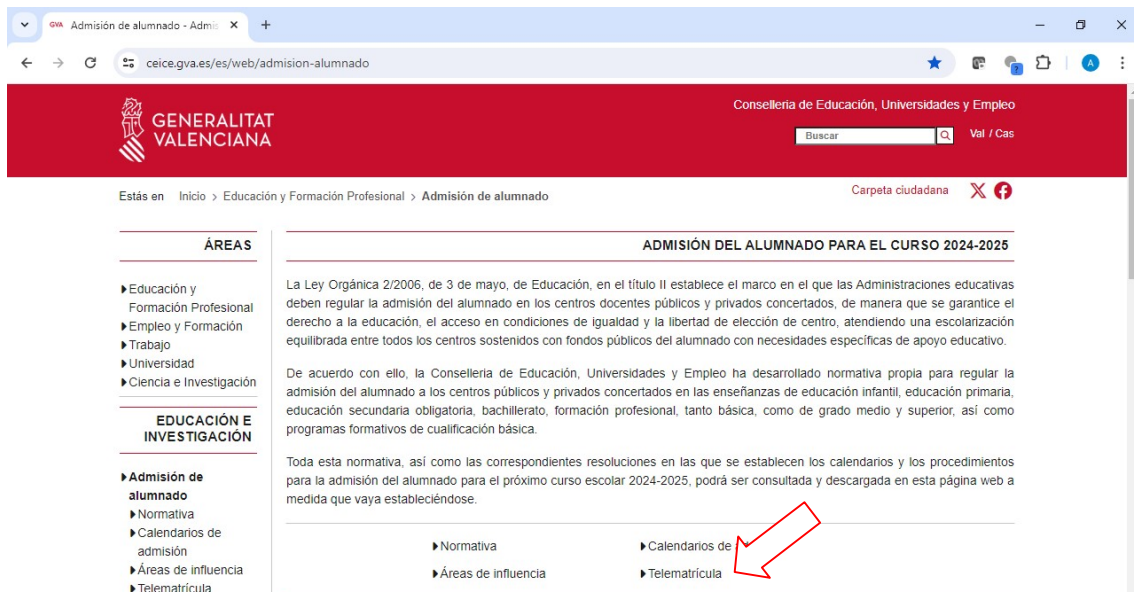 GVA Admisión de alumnado - Admi
ceice.gva.es/es/web/admision-alumnado
A
GENERALITAT
VALENCIANA
Conselleria de Educación, Universidades y Empleo
Buscar
Val / Cas
Estás en Inicio > Educación y Formación Profesional > Admisión de alumnado
Carpeta ciudadana
ÁREAS
Educación y
Formación Profesional
Empleo y Formación
Trabajo
Universidad
Ciencia e Investigación
EDUCACIÓN E
INVESTIGACIÓN
Admisión de
alumnado
Normativa
Calendarios de
admisión
Áreas de influencia
Telematrícula
ADMISIÓN DEL ALUMNADO PARA EL CURSO 2024-2025
La Ley Orgánica 2/2006, de 3 de mayo, de Educación, en el título II establece el marco en el que las Administraciones educativas
deben regular la admisión del alumnado en los centros docentes públicos y privados concertados, de manera que se garantice el
derecho a la educación, el acceso en condiciones de igualdad y la libertad de elección de centro, atendiendo una escolarización
equilibrada entre todos los centros sostenidos con fondos públicos del alumnado con necesidades específicas de apoyo educativo.
De acuerdo con ello, la Conselleria de Educación, Universidades y Empleo ha desarrollado normativa propia para regular la
admisión del alumnado a los centros públicos y privados concertados en las enseñanzas de educación infantil, educación primaria,
educación secundaria obligatoria, bachillerato, formación profesional, tanto básica, como de grado medio y superior, así como
programas formativos de cualificación básica.
Toda esta normativa, así como las correspondientes resoluciones en las que se establecen los calendarios y los procedimientos
para la admisión del alumnado para el próximo curso escolar 2024-2025, podrá ser consultada y descargada en esta página web a
medida que vaya estableciéndose.
Normativa
Calendarios de
Áreas de influencia
Telematrícula